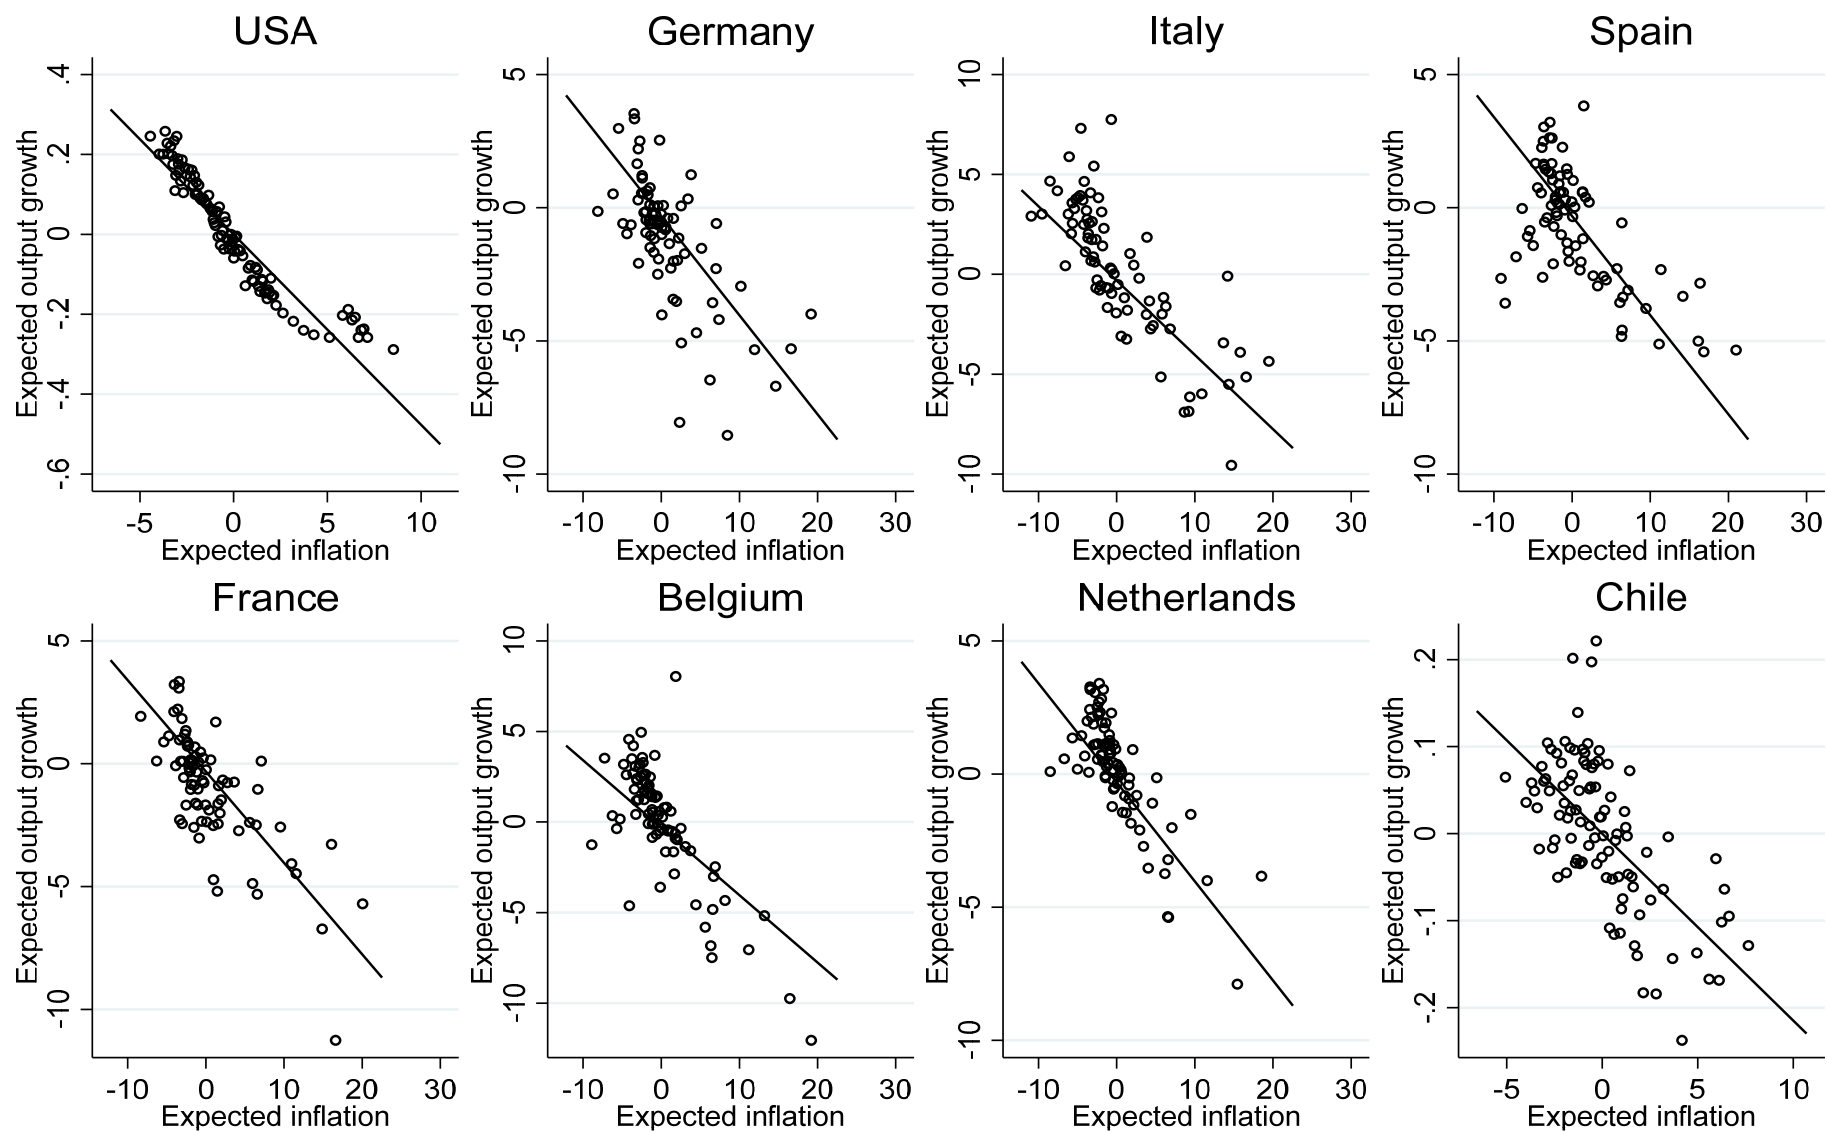 USA
Expected output growth
.4
.2
0
-.2
-.4
-.6
-5 0 5 10
Expected inflation
Germany
Expected output growth
5
0
-5
-10
-10 0 10 20 30
Expected inflation
Italy
Expected output growth
10
5
0
-5
-10
-10 0 10 20 30
Expected inflation
Spain
Expected output growth
5
0
-5
-10
-10 0 10 20 30
Expected inflation
France
Expected output growth
5
0
-5
-10
-10 0 10 20 30
Expected inflation
Belgium
Expected output growth
10
5
0
-5
-10
-10 0 10 20 30
Expected inflation
Netherlands
Expected output growth
5
0
-5
-10
-10 0 10 20 30
Expected inflation
Chile
Expected output growth
.2
.1
0
-.1
-.2
-5 0 5 10
Expected inflation